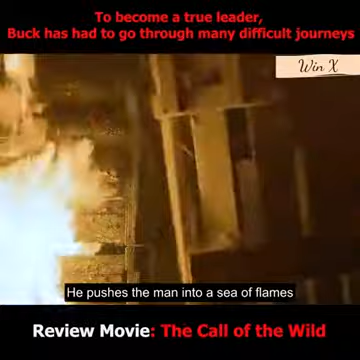 To become a true leader,
Buck has had to go through many difficult journeys
Win X
He pushes the man into a sea of flames
Review Movie: The Call of the Wild